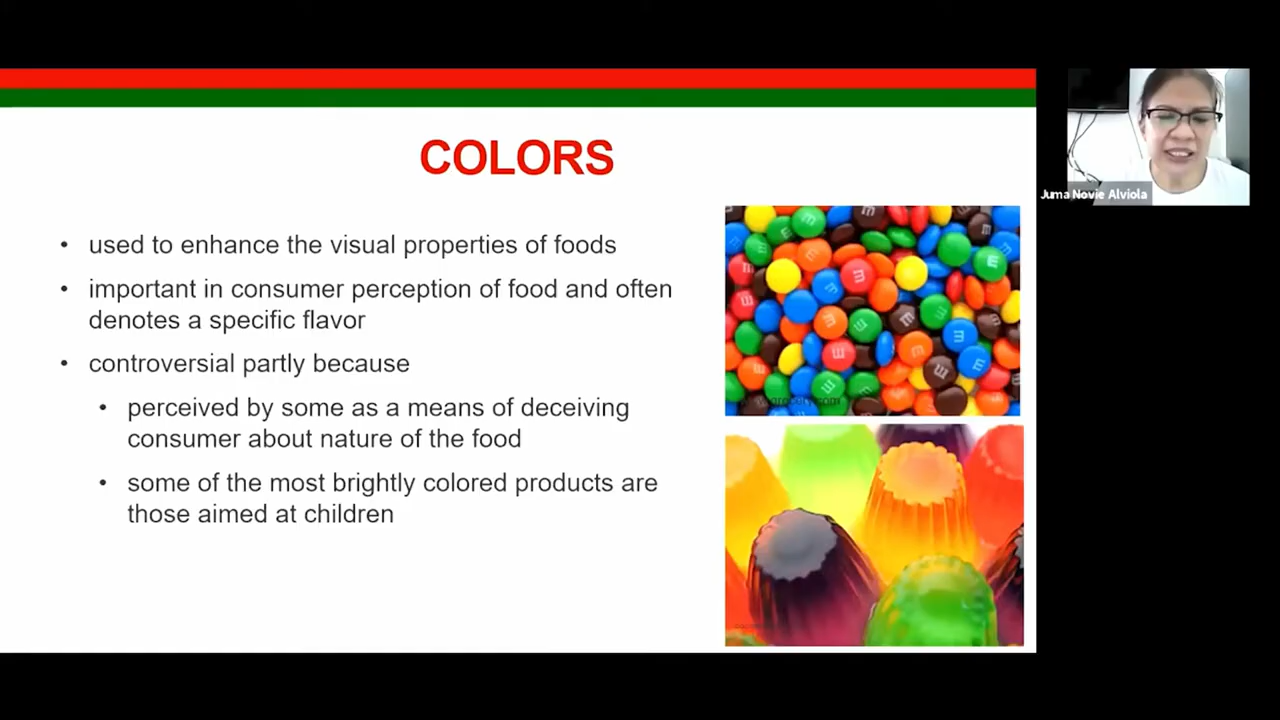 COLORS
• used to enhance the visual properties of foods
• important in consumer perception of food and often
denotes a specific flavor
• controversial partly because
• perceived by some as a means of deceiving
consumer about nature of the food
• some of the most brightly colored products are
those aimed at children
Juma Novie Alviola